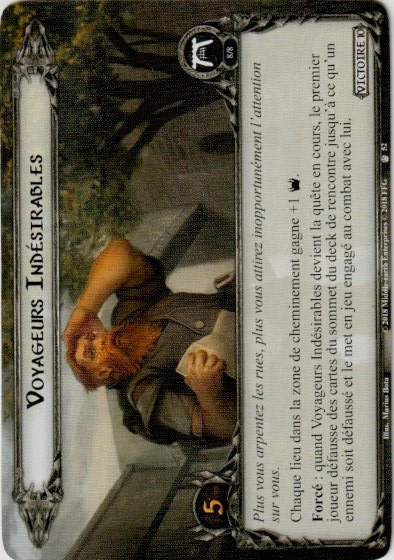 VOYAGEURS INDÉSIRABLES
5
8/8
Plus vous arpentez les rues, plus vous attirez inopportunément l'attention
sur vous.
Chaque lieu dans la zone de cheminement gagne +1 .
Forcé : quand Voyageurs Indésirables devient la quête en cours, le premier
joueur défausse des cartes du sommet du deck de rencontre jusqu'à ce qu'un
ennemi soit défaussé et le met en jeu engagé au combat avec lui.
VICTOIRE 10
Illus. Marius Bota
© 2018 Middle-earth Enterprises © 2018 FFG
52